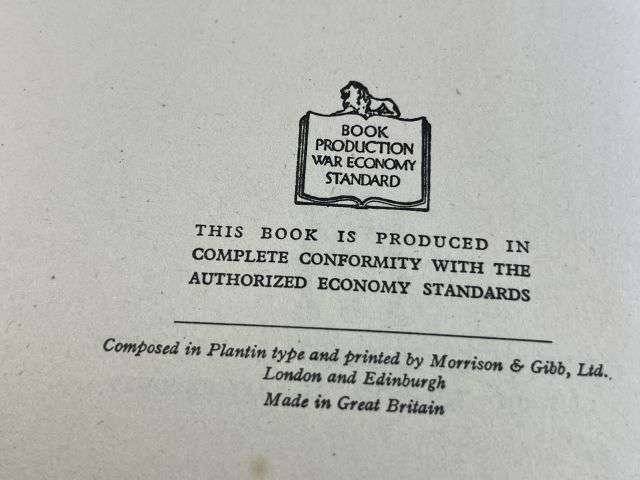 BOOK
PRODUCTION
WAR ECONOMY
STANDARD
THIS BOOK IS PRODUCED IN
COMPLETE CONFORMITY WITH THE
AUTHORIZED ECONOMY STANDARDS
Composed in Plantin type and printed by Morrison & Gibb, Ltd.
London and Edinburgh
Made in Great Britain